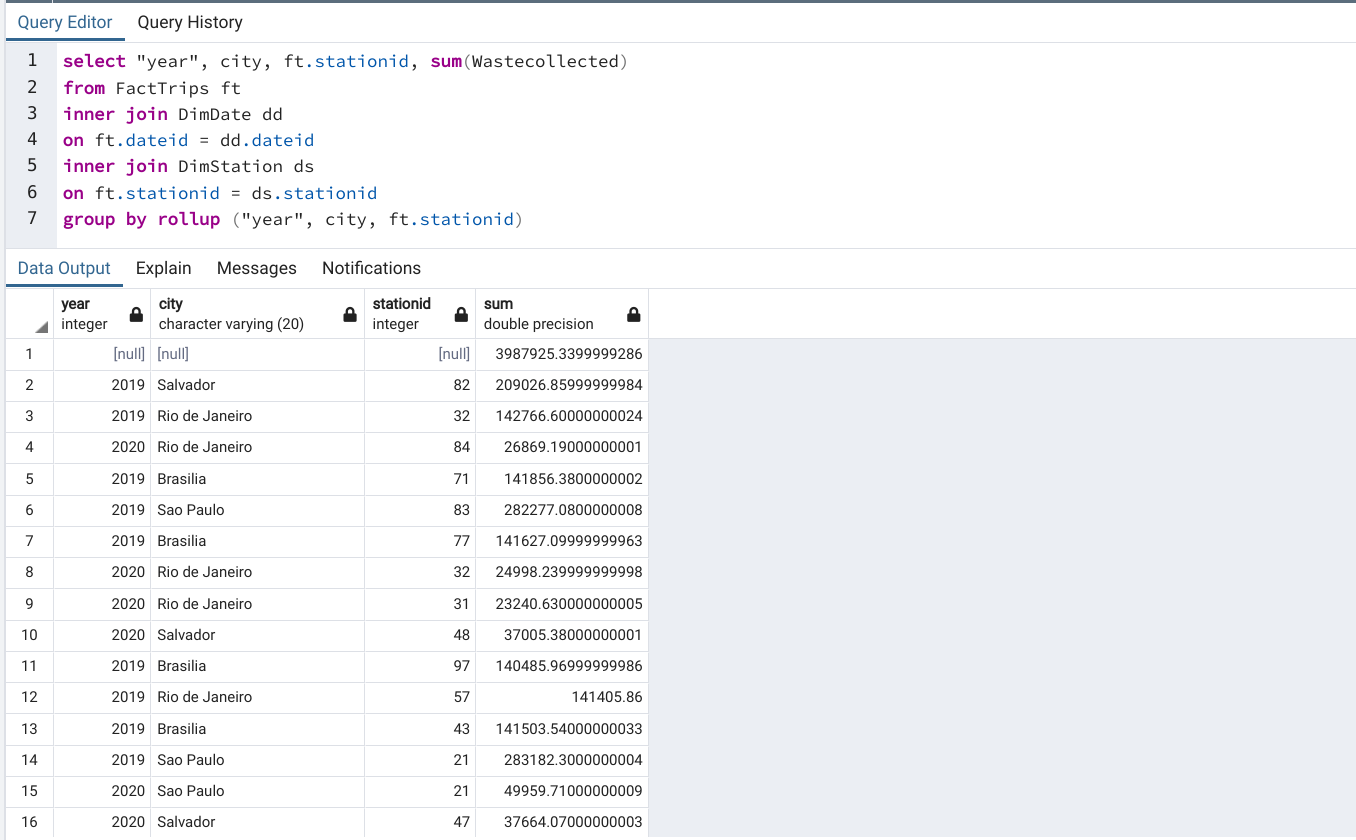 Query Editor Query History
1 select "year", city, ft.stationid, sum(Wastecollected)
2 from FactTrips ft
3 inner join DimDate dd
4 on ft.dateid = dd.dateid
5 inner join DimStation ds
6 on ft.stationid = ds.stationid
7 group by rollup ("year", city, ft.stationid)
Data Output Explain Messages Notifications
year city stationid sum
integer character varying (20) integer double precision
1 [null] [null] [null] 3987925.3399999286
2 2019 Salvador 82 209026.85999999984
3 2019 Rio de Janeiro 32 142766.60000000024
4 2020 Rio de Janeiro 84 26869.19000000001
5 2019 Brasilia 71 141856.3800000002
6 2019 Sao Paulo 83 282277.0800000008
7 2019 Brasilia 77 141627.09999999963
8 2020 Rio de Janeiro 32 24998.239999999998
9 2020 Rio de Janeiro 31 23240.630000000005
10 2020 Salvador 48 37005.38000000001
11 2019 Brasilia 97 140485.96999999986
12 2019 Rio de Janeiro 57 141405.86
13 2019 Brasilia 43 141503.54000000033
14 2019 Sao Paulo 21 283182.3000000004
15 2020 Sao Paulo 21 49959.71000000009
16 2020 Salvador 47 37664.07000000003